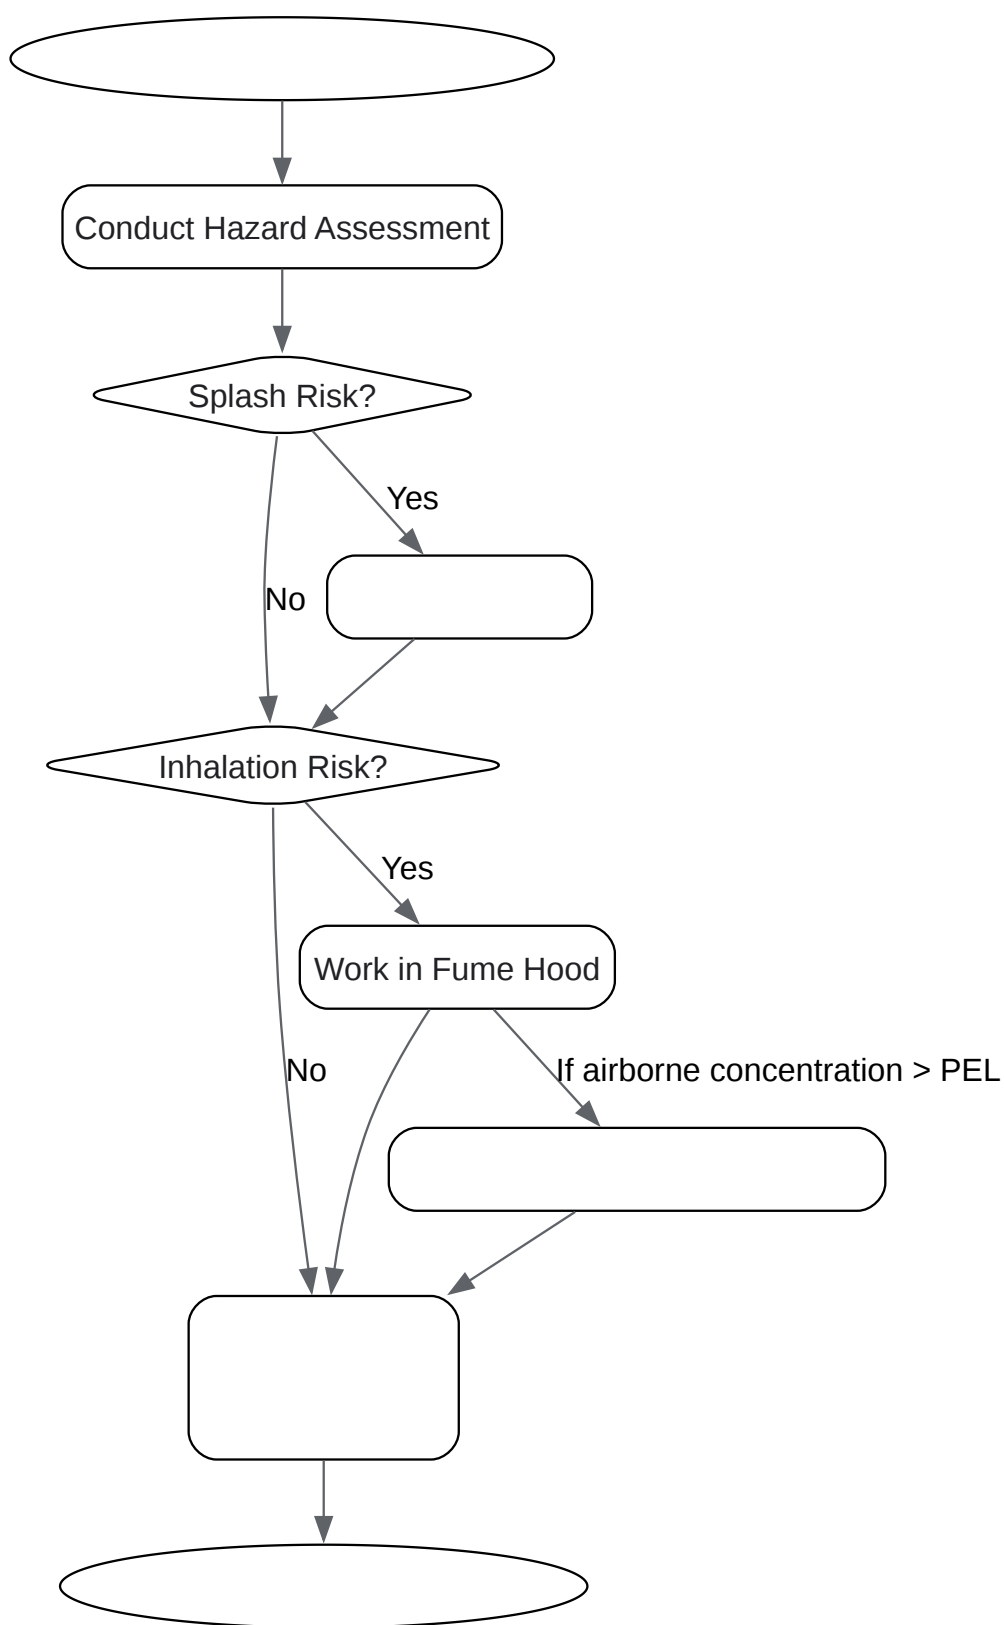 Conduct Hazard Assessment
Splash Risk?
Yes
No
Inhalation Risk?
Yes
Work in Fume Hood
No
If airborne concentration > PEL